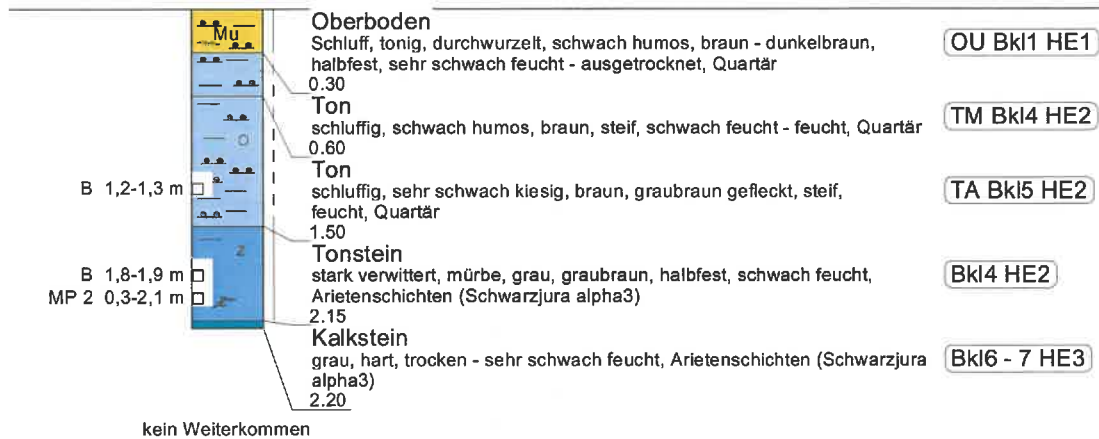 Mu
Oberboden
Schluff, tonig, durchwurzelt, schwach humos, braun - dunkelbraun,
halbfest, sehr schwach feucht - ausgetrocknet, Quartär
0.30
OU Bkl1 HE1
Ton
schluffig, schwach humos, braun, steif, schwach feucht - feucht, Quartär
0.60
TM Bkl4 HE2
B 1,2-1,3 m
Ton
schluffig, sehr schwach kiesig, braun, graubraun gefleckt, steif,
feucht, Quartär
1.50
TA Bkl5 HE2
Z
B 1,8-1,9 m
MP 2 0,3-2,1 m
Tonstein
stark verwittert, mürbe, grau, graubraun, halbfest, schwach feucht,
Arietenschichten (Schwarzjura alpha3)
2.15
Bkl4 HE2
Kalkstein
grau, hart, trocken - sehr schwach feucht, Arietenschichten (Schwarzjura
alpha3)
2.20
Bkl6 - 7 HE3
kein Weiterkommen